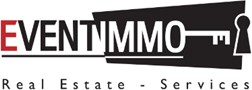 EVENTIMMO
Real Estate - Services